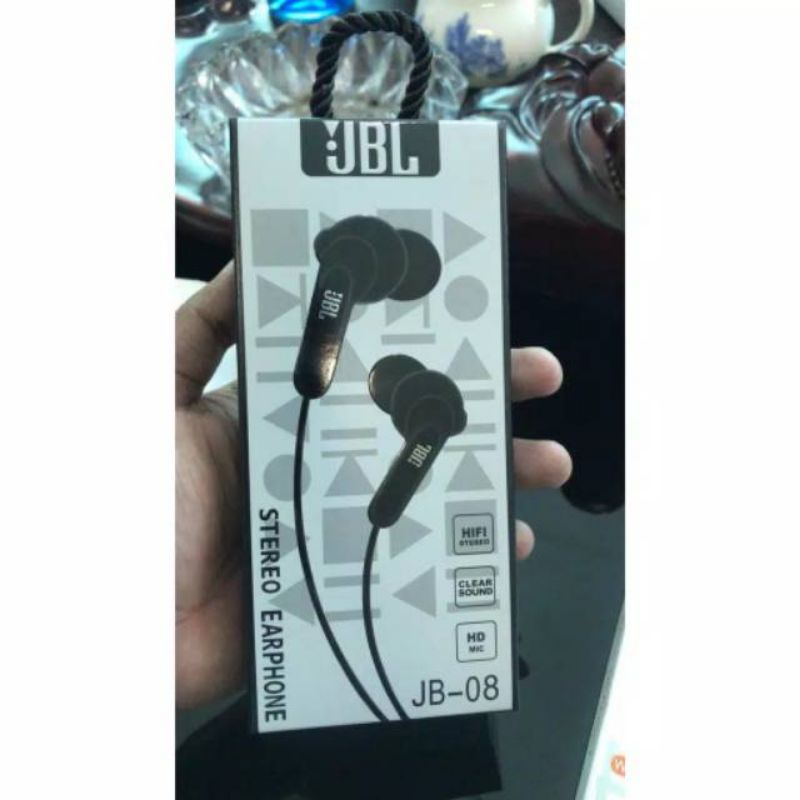 JBL
JBL
JBL
STEREO EARPHONE
HIFI
STEREO
CLEAR
SOUND
HD
MIC
JB-08